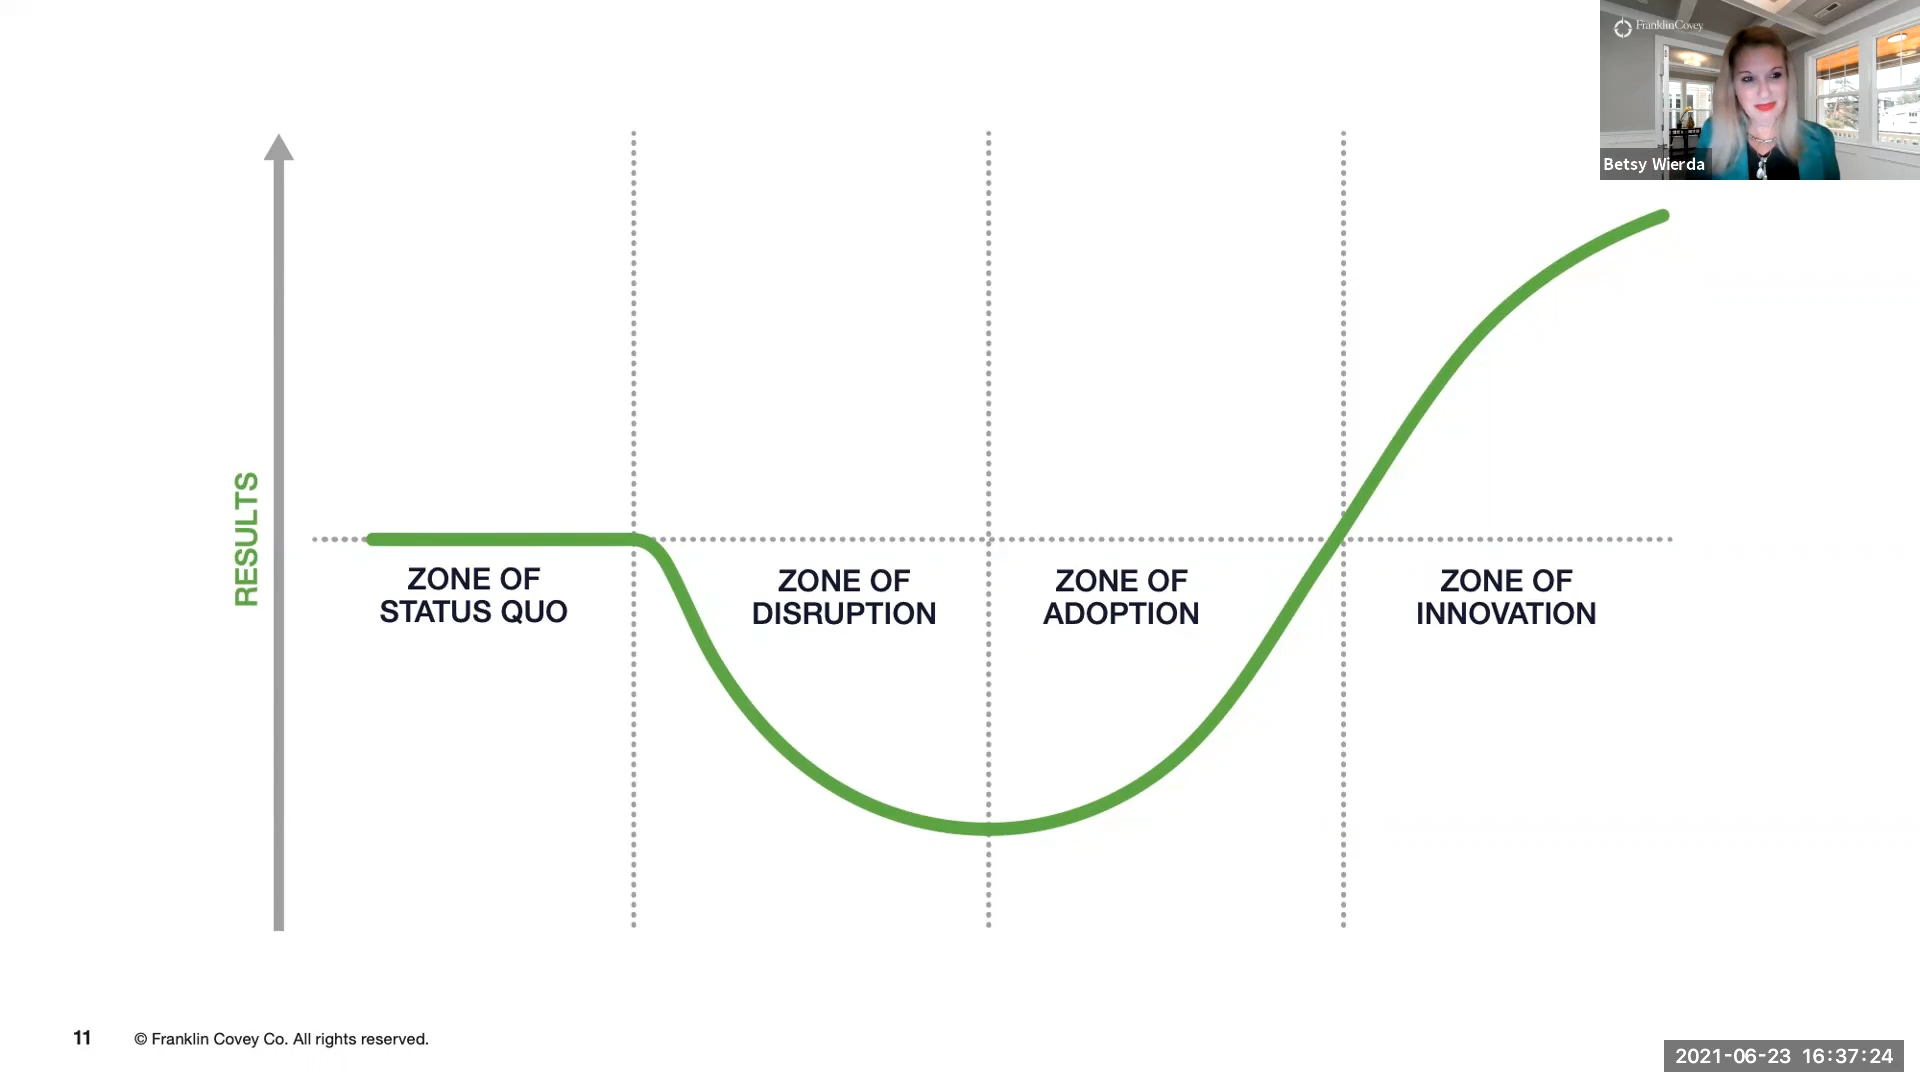 FranklinCovey
Betsy Wierda
RESULTS
ZONE OF
STATUS QUO
ZONE OF
DISRUPTION
ZONE OF
ADOPTION
ZONE OF
INNOVATION
11 © Franklin Covey Co. All rights reserved.
2021-06-23 16:37:24